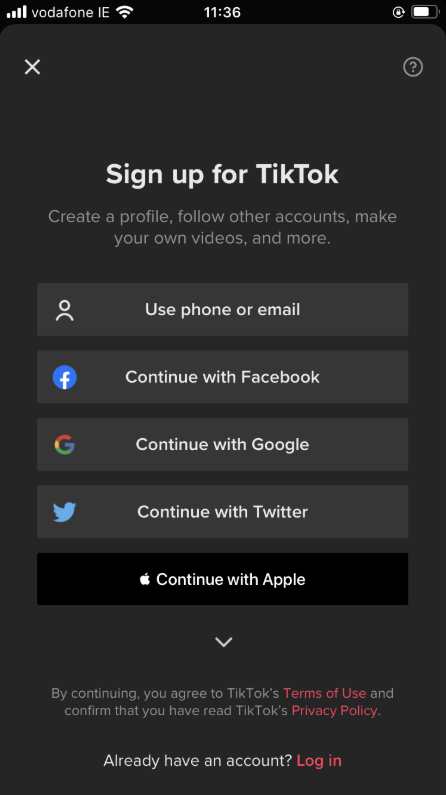 vodafone IE 11:36
Sign up for TikTok
Create a profile, follow other accounts, make
your own videos, and more.
Use phone or email
Continue with Facebook
Continue with Google
Continue with Twitter
Continue with Apple
By continuing, you agree to TikTok's Terms of Use and
confirm that you have read TikTok's Privacy Policy.
Already have an account? Log in